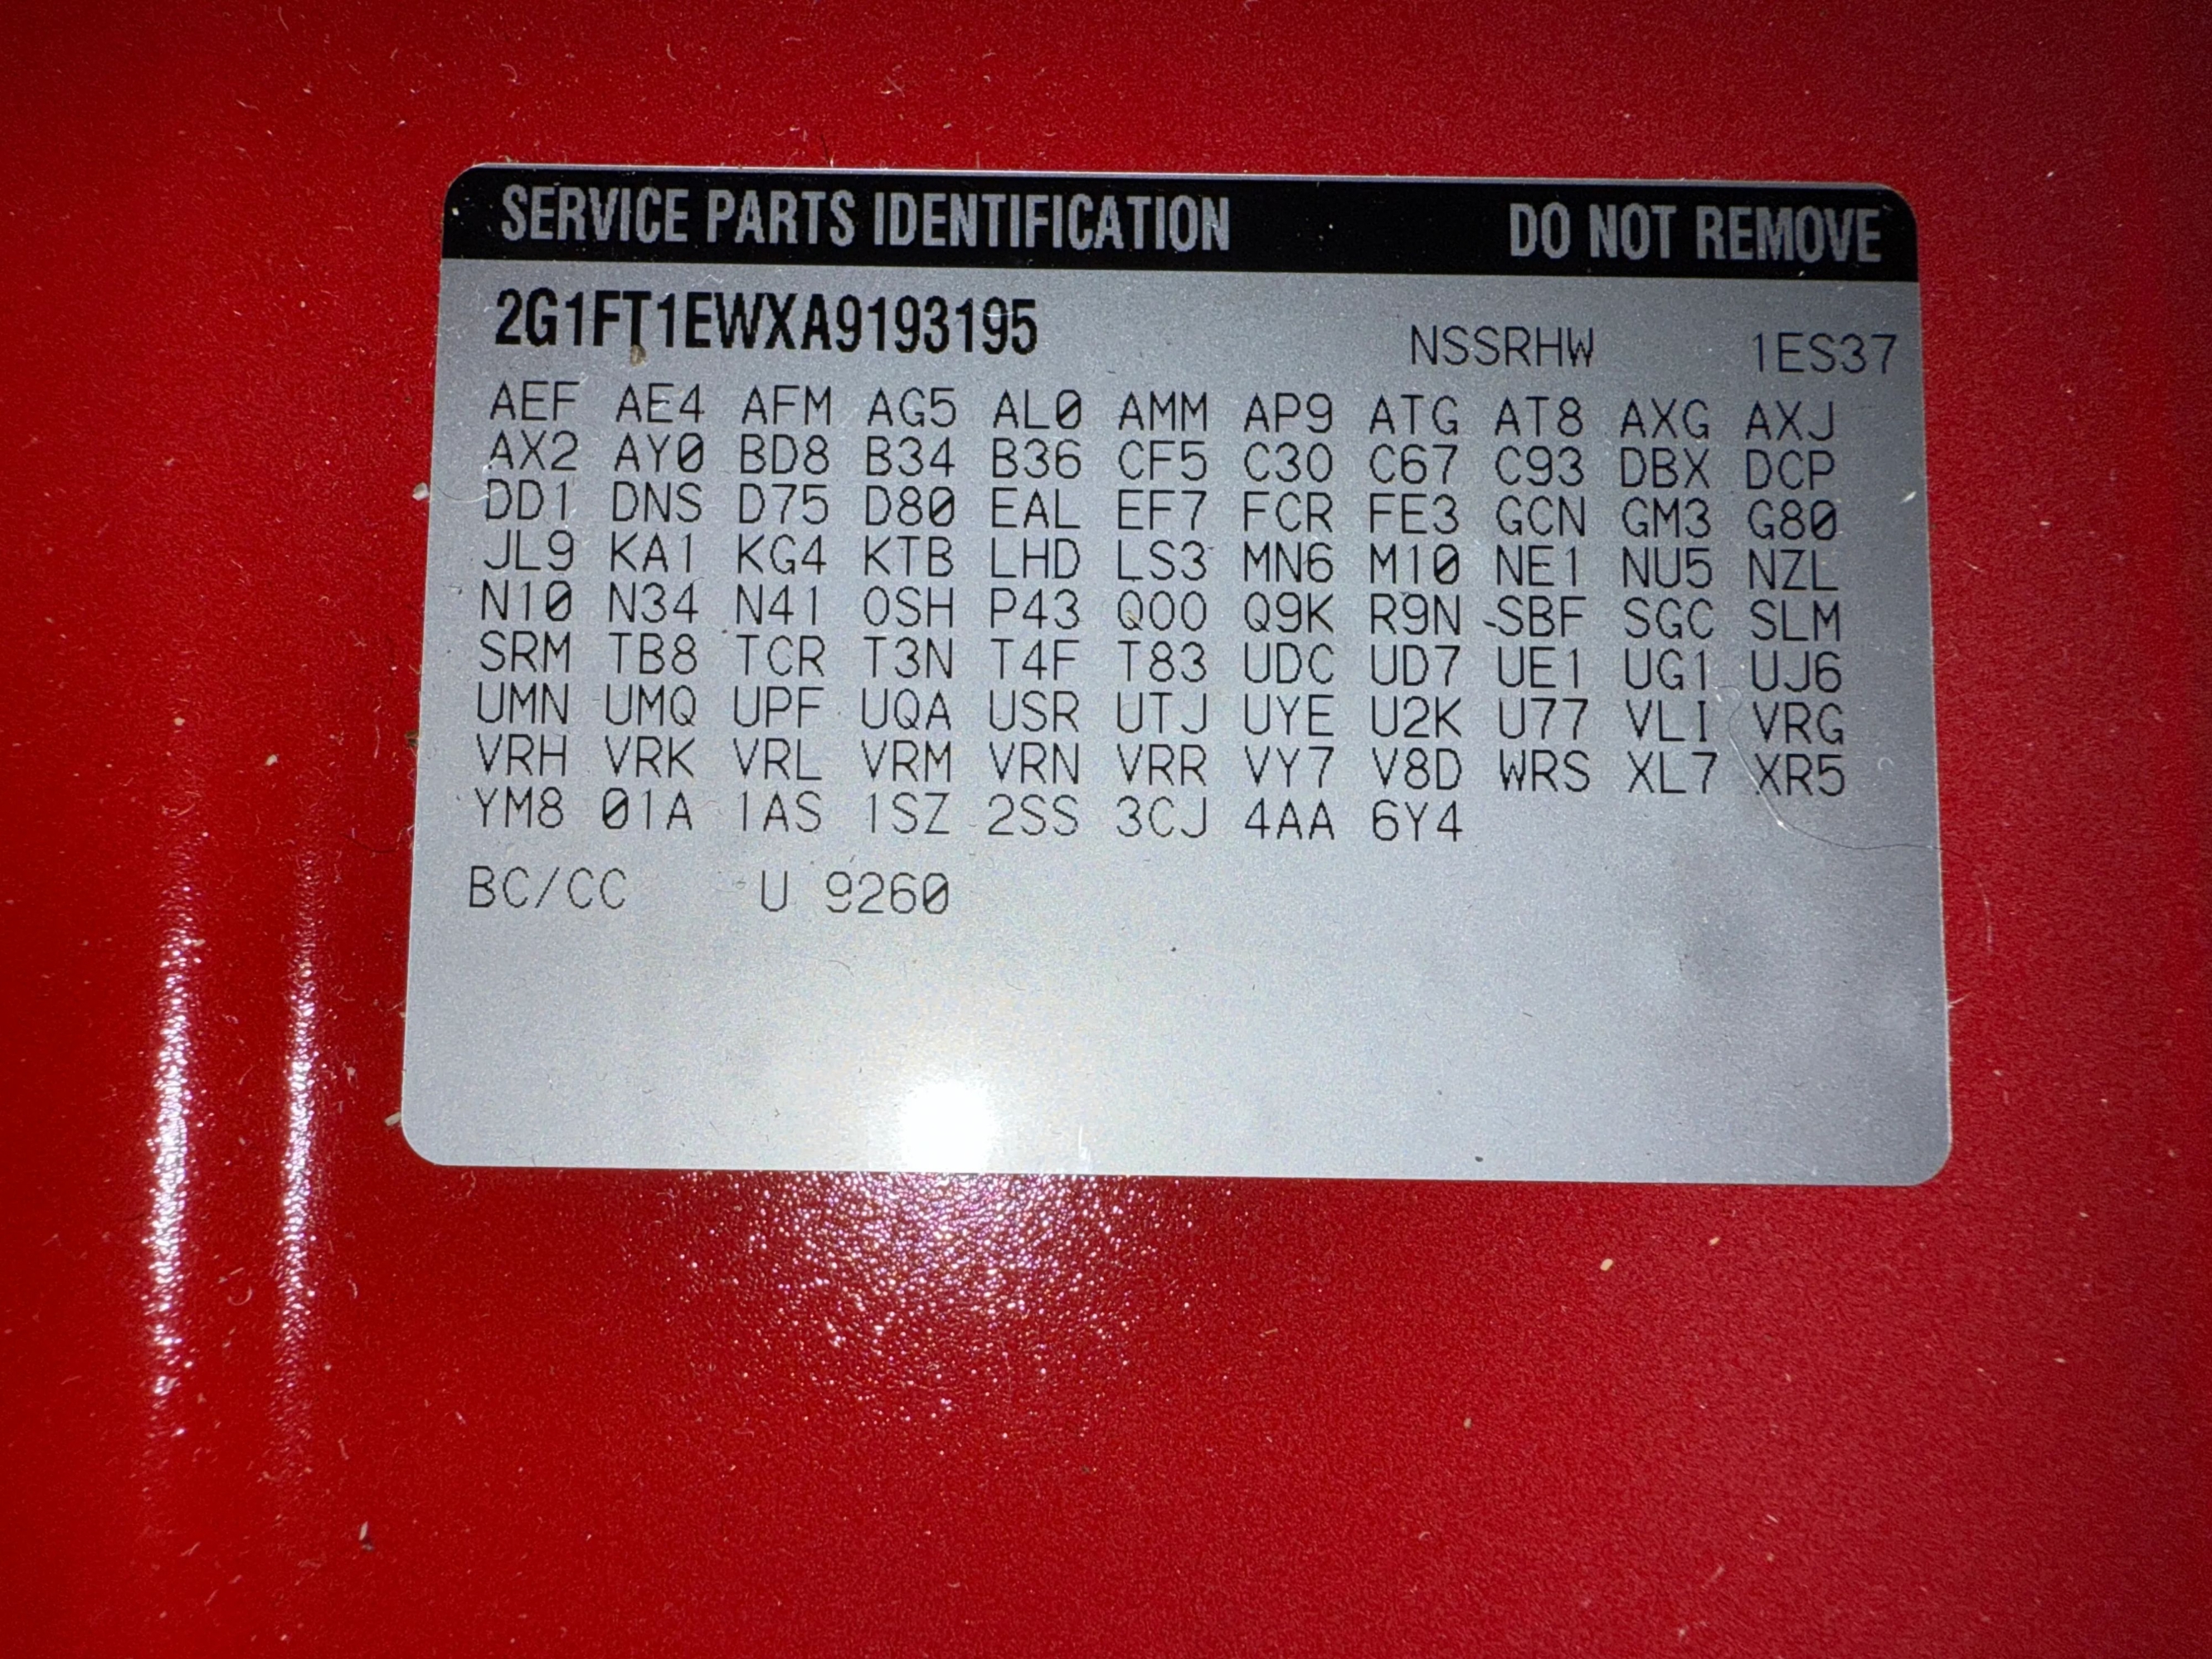 SERVICE PARTS IDENTIFICATION DO NOT REMOVE
2G1FT1EWXA9193195 NSSRHW 1ES37
AEF AE4 AFM AG5 AL0 AMM AP9 ATG AT8 AXG AXJ
AX2 AY0 BD8 B34 B36 CF5 C30 C67 C93 DBX DCP
DD1 DNS D75 D80 EAL EF7 FCR FE3 GCN GM3 G80
JL9 KA1 KG4 KTB LHD LS3 MN6 M10 NE1 NU5 NZL
N10 N34 N41 OSH P43 QOO Q9K R9N SBF SGC SLM
SRM TB8 TCR T3N T4F T83 UDC UD7 UE1 UG1 UJ6
UMN UMQ UPF UQA USR UTJ UYE U2K U77 VLI VRG
VRH VRK VRL VRM VRN VRR VY7 V8D WRS XL7 XR5
YM8 01A 1AS 1SZ 2SS 3CJ 4AA 6Y4
BC/CC U 9260